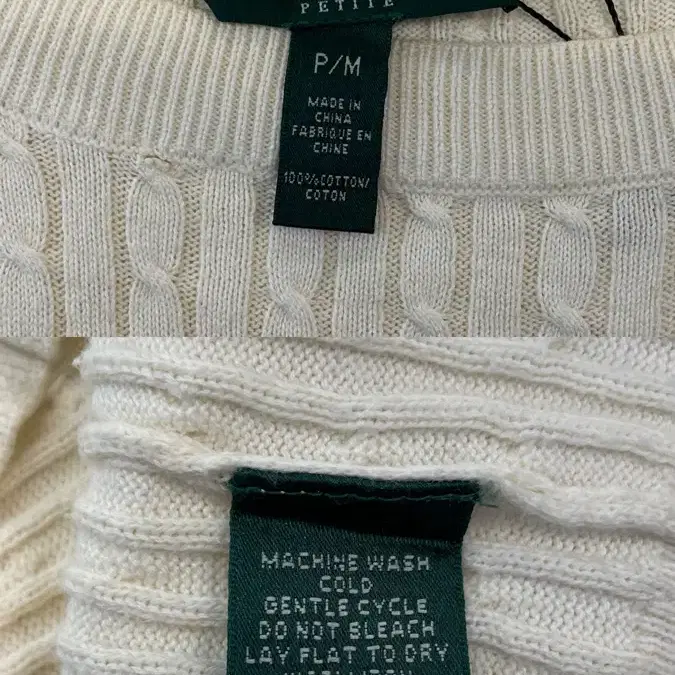 PETITE
P/M
MADE IN
CHINA
FABRIQUE EN
CHINE
100%COTTON/
COTON
MACHINE WASH
COLD
GENTLE CYCLE
DO NOT BLEACH
LAY FLAT TO DRY